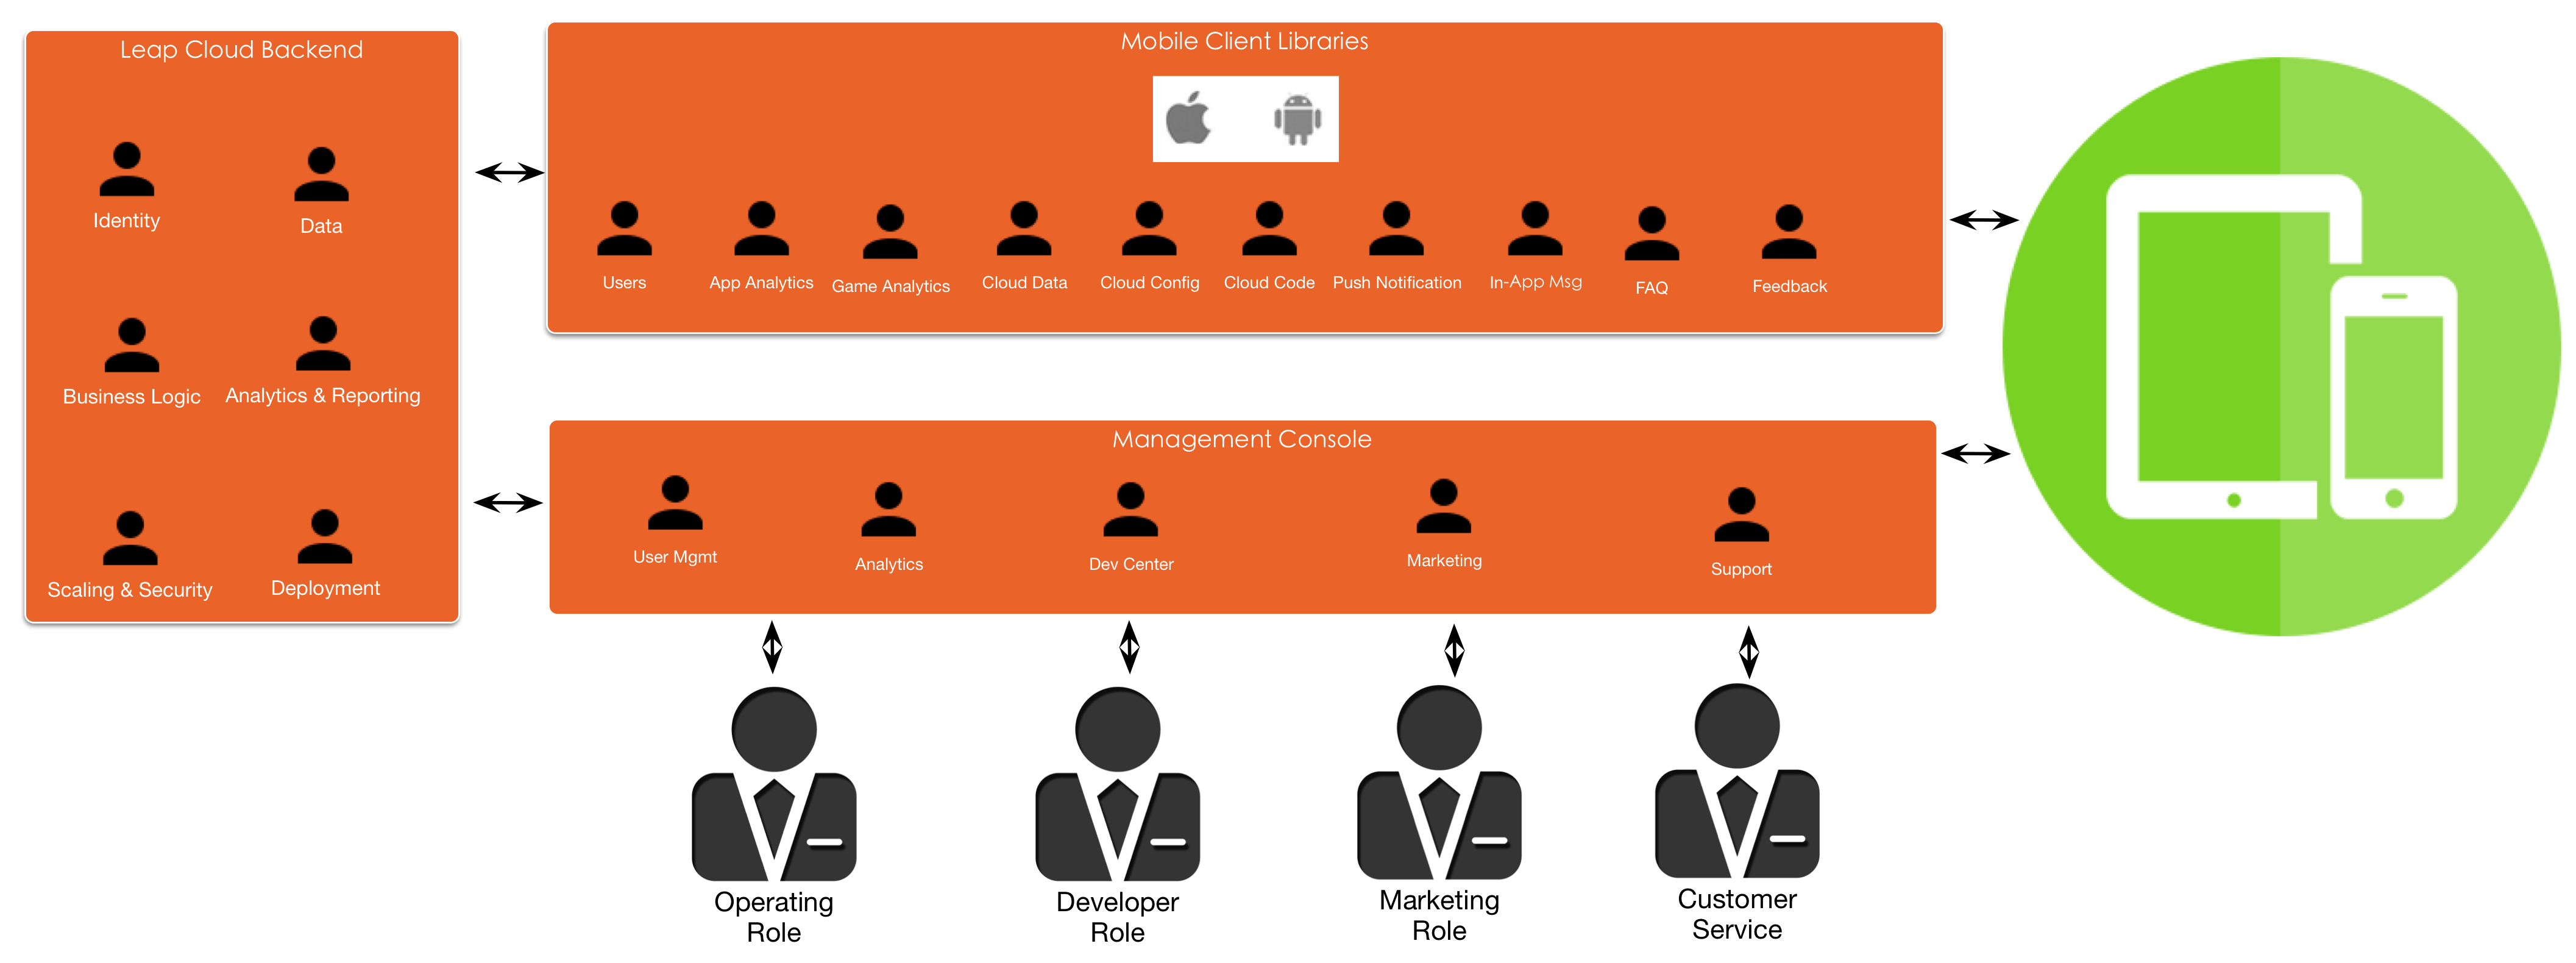 Leap Cloud Backend
Identity
Data
Business Logic
Analytics & Reporting
Scaling & Security
Deployment
Mobile Client Libraries
Users
App Analytics
Game Analytics
Cloud Data
Cloud Config
Cloud Code
Push Notification
In-App Msg
FAQ
Feedback
Management Console
User Mgmt
Analytics
Dev Center
Marketing
Support
Operating
Role
Developer
Role
Marketing
Role
Customer
Service